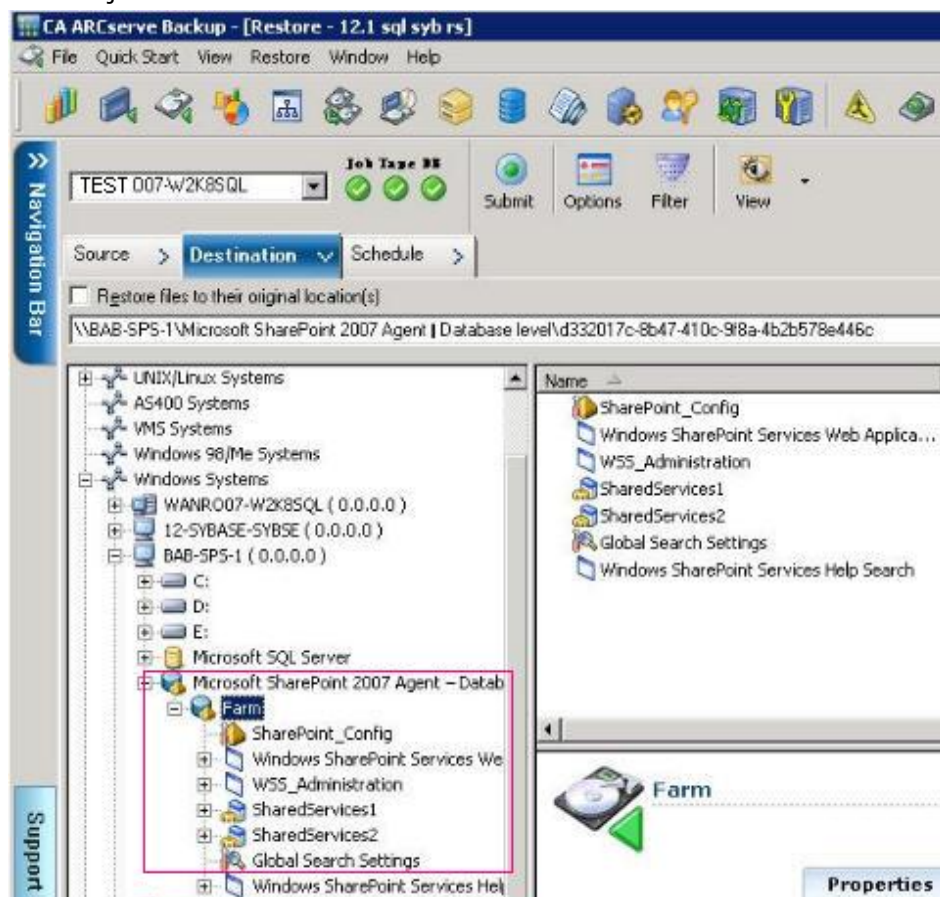 CA ARCserve Backup - [Restore - 12.1 sql syb rs]
File Quick Start View Restore Window Help
Navigation Bar
TEST 007-W2K8SQL
Job Tape DB
Submit Options Filter View
Source Destination Schedule
Restore files to their original location(s)
\\BAB-SPS-1\Microsoft SharePoint 2007 Agent | Database level\d332017c-8b47-410c-9f8a-4b2b578e446c
UNIX/Linux Systems
AS400 Systems
VMS Systems
Windows 98/Me Systems
Windows Systems
WANRO07-W2K8SQL ( 0.0.0.0 )
12-SYBASE-SYBSE ( 0.0.0.0 )
BAB-SPS-1 ( 0.0.0.0 )
C:
D:
E:
Microsoft SQL Server
Microsoft SharePoint 2007 Agent – Datab
Farm
SharePoint_Config
Windows SharePoint Services We
WSS_Administration
SharedServices1
SharedServices2
Global Search Settings
Windows SharePoint Services Hel
Name
SharePoint_Config
Windows SharePoint Services Web Applica...
WSS_Administration
SharedServices1
SharedServices2
Global Search Settings
Windows SharePoint Services Help Search
Farm
Properties
Support